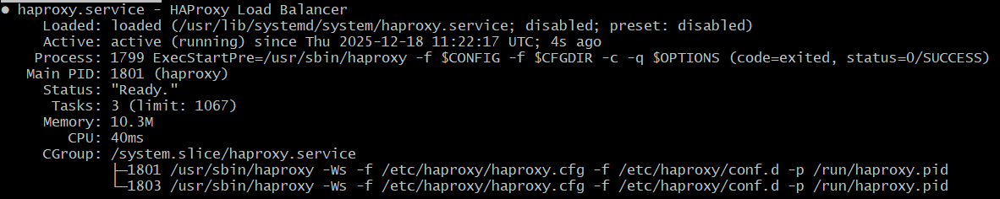 ● haproxy.service - HAProxy Load Balancer
     Loaded: loaded (/usr/lib/systemd/system/haproxy.service; disabled; preset: disabled)
     Active: active (running) since Thu 2025-12-18 11:22:17 UTC; 4s ago
    Process: 1799 ExecStartPre=/usr/sbin/haproxy -f $CONFIG -f $CFGDIR -c -q $OPTIONS (code=exited, status=0/SUCCESS)
   Main PID: 1801 (haproxy)
     Status: "Ready."
      Tasks: 3 (limit: 1067)
     Memory: 10.3M
        CPU: 40ms
     CGroup: /system.slice/haproxy.service
             ├─1801 /usr/sbin/haproxy -Ws -f /etc/haproxy/haproxy.cfg -f /etc/haproxy/conf.d -p /run/haproxy.pid
             └─1803 /usr/sbin/haproxy -Ws -f /etc/haproxy/haproxy.cfg -f /etc/haproxy/conf.d -p /run/haproxy.pid